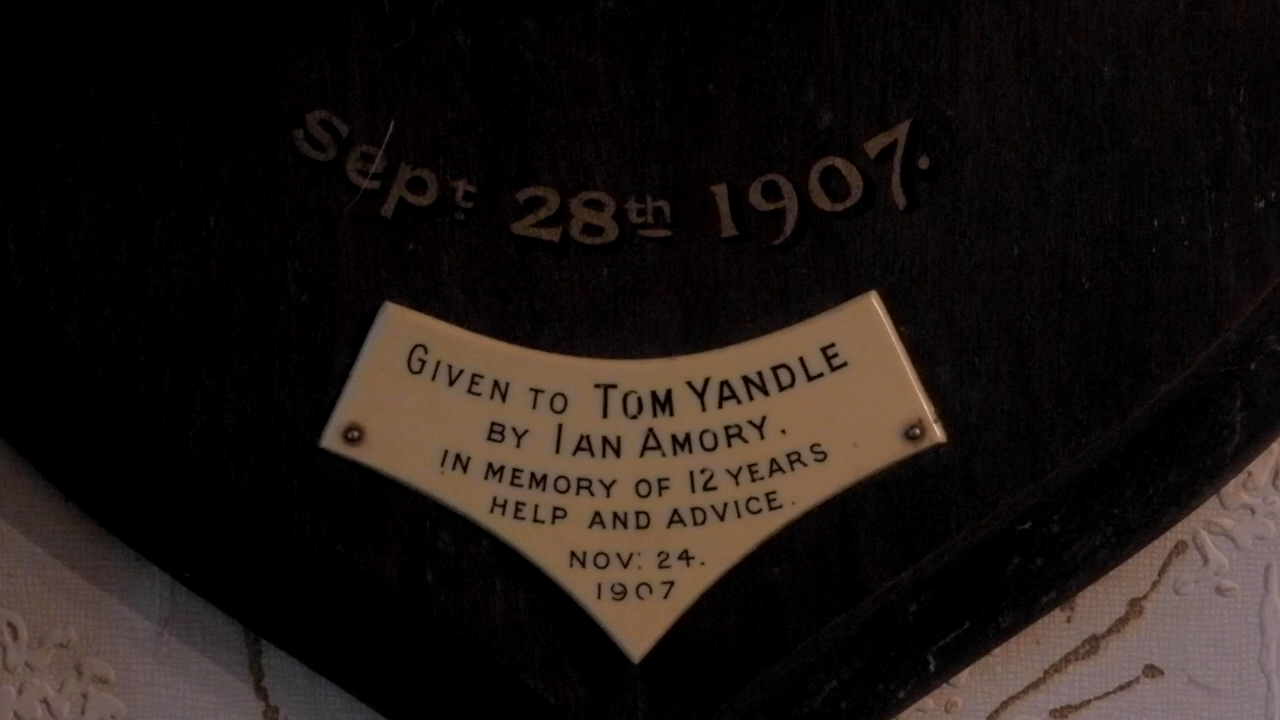 Sept 28th 1907.
GIVEN TO TOM YANDLE
BY IAN AMORY.
IN MEMORY OF 12 YEARS
HELP AND ADVICE.
NOV: 24.
1907